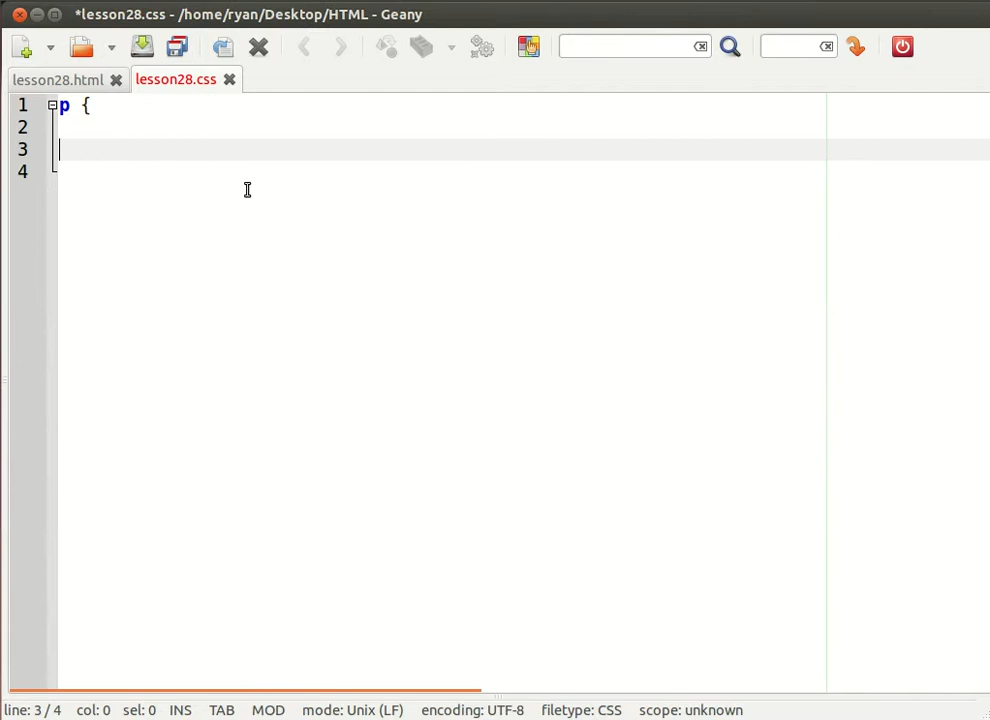 *lesson28.css - /home/ryan/Desktop/HTML - Geany
lesson28.html lesson28.css
1 p {
2
3
4
line: 3 / 4 col: 0 sel: 0 INS TAB MOD mode: Unix (LF) encoding: UTF-8 filetype: CSS scope: unknown